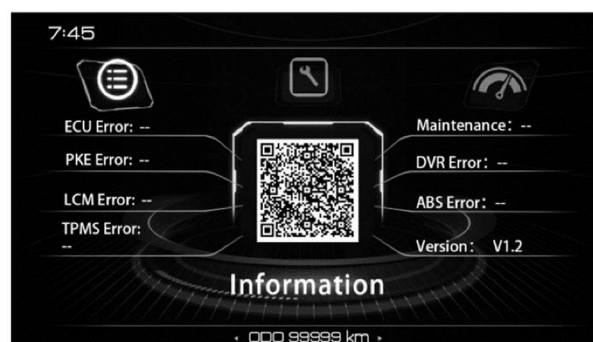 7:45
ECU Error: --
PKE Error: --
LCM Error: --
TPMS Error:
--
Maintenance: --
DVR Error: --
ABS Error: --
Version: V1.2
Information
ODO 99999 km